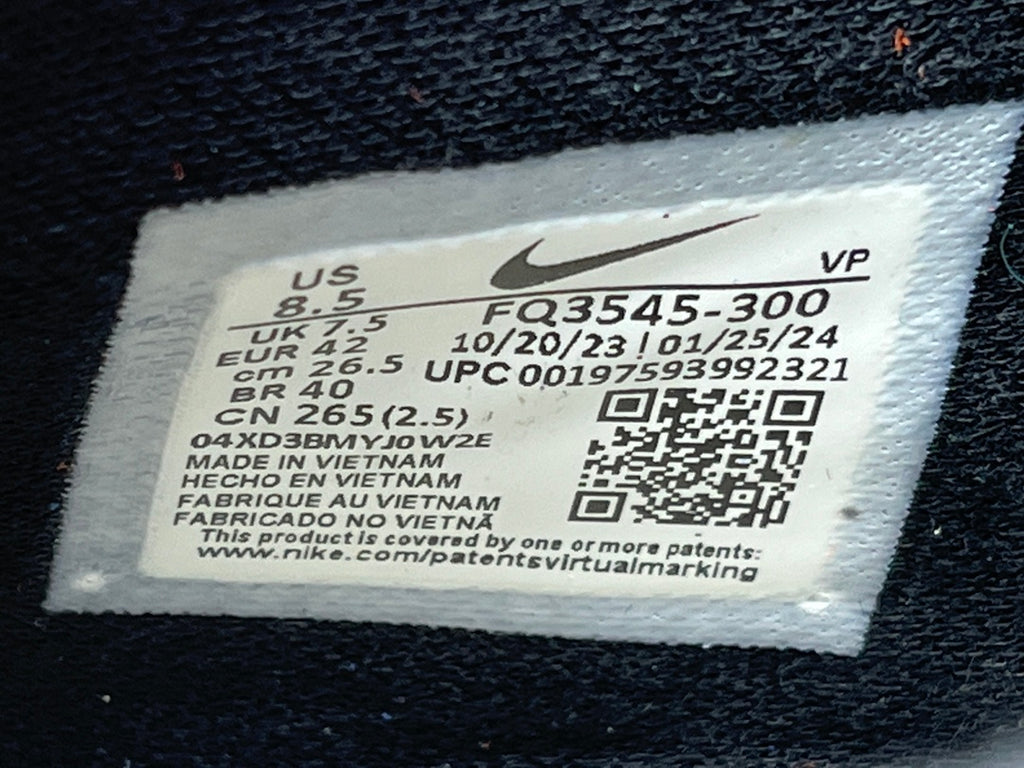 US
8.5
VP
UK 7.5
FQ3545-300
EUR 42
10/20/23 | 01/25/24
cm 26.5
UPC 00197593992321
BR 40
CN 265 (2.5)
04XD3BMYJ0W2E
MADE IN VIETNAM
HECHO EN VIETNAM
FABRIQUE AU VIETNAM
FABRICADO NO VIETNÃ
This product is covered by one or more patents:
www.nike.com/patentsvirtualmarking